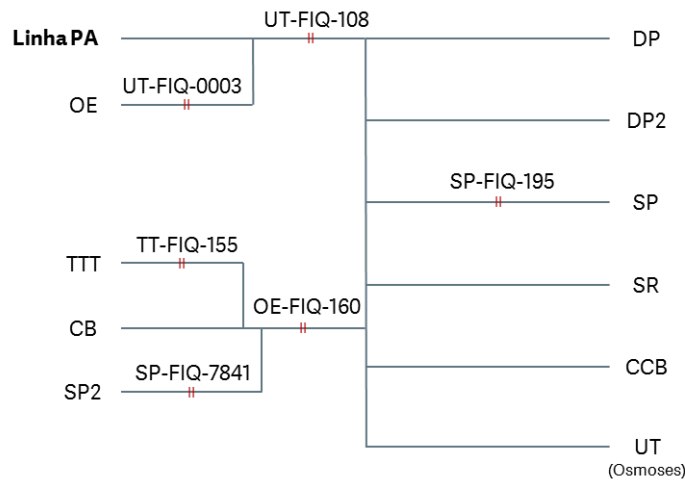 UT-FIQ-108
Linha PA
DP
UT-FIQ-0003
OE
DP2
SP-FIQ-195
SP
TT-FIQ-155
TTT
SR
OE-FIQ-160
CB
SP-FIQ-7841
CCB
SP2
UT
(Osmoses)